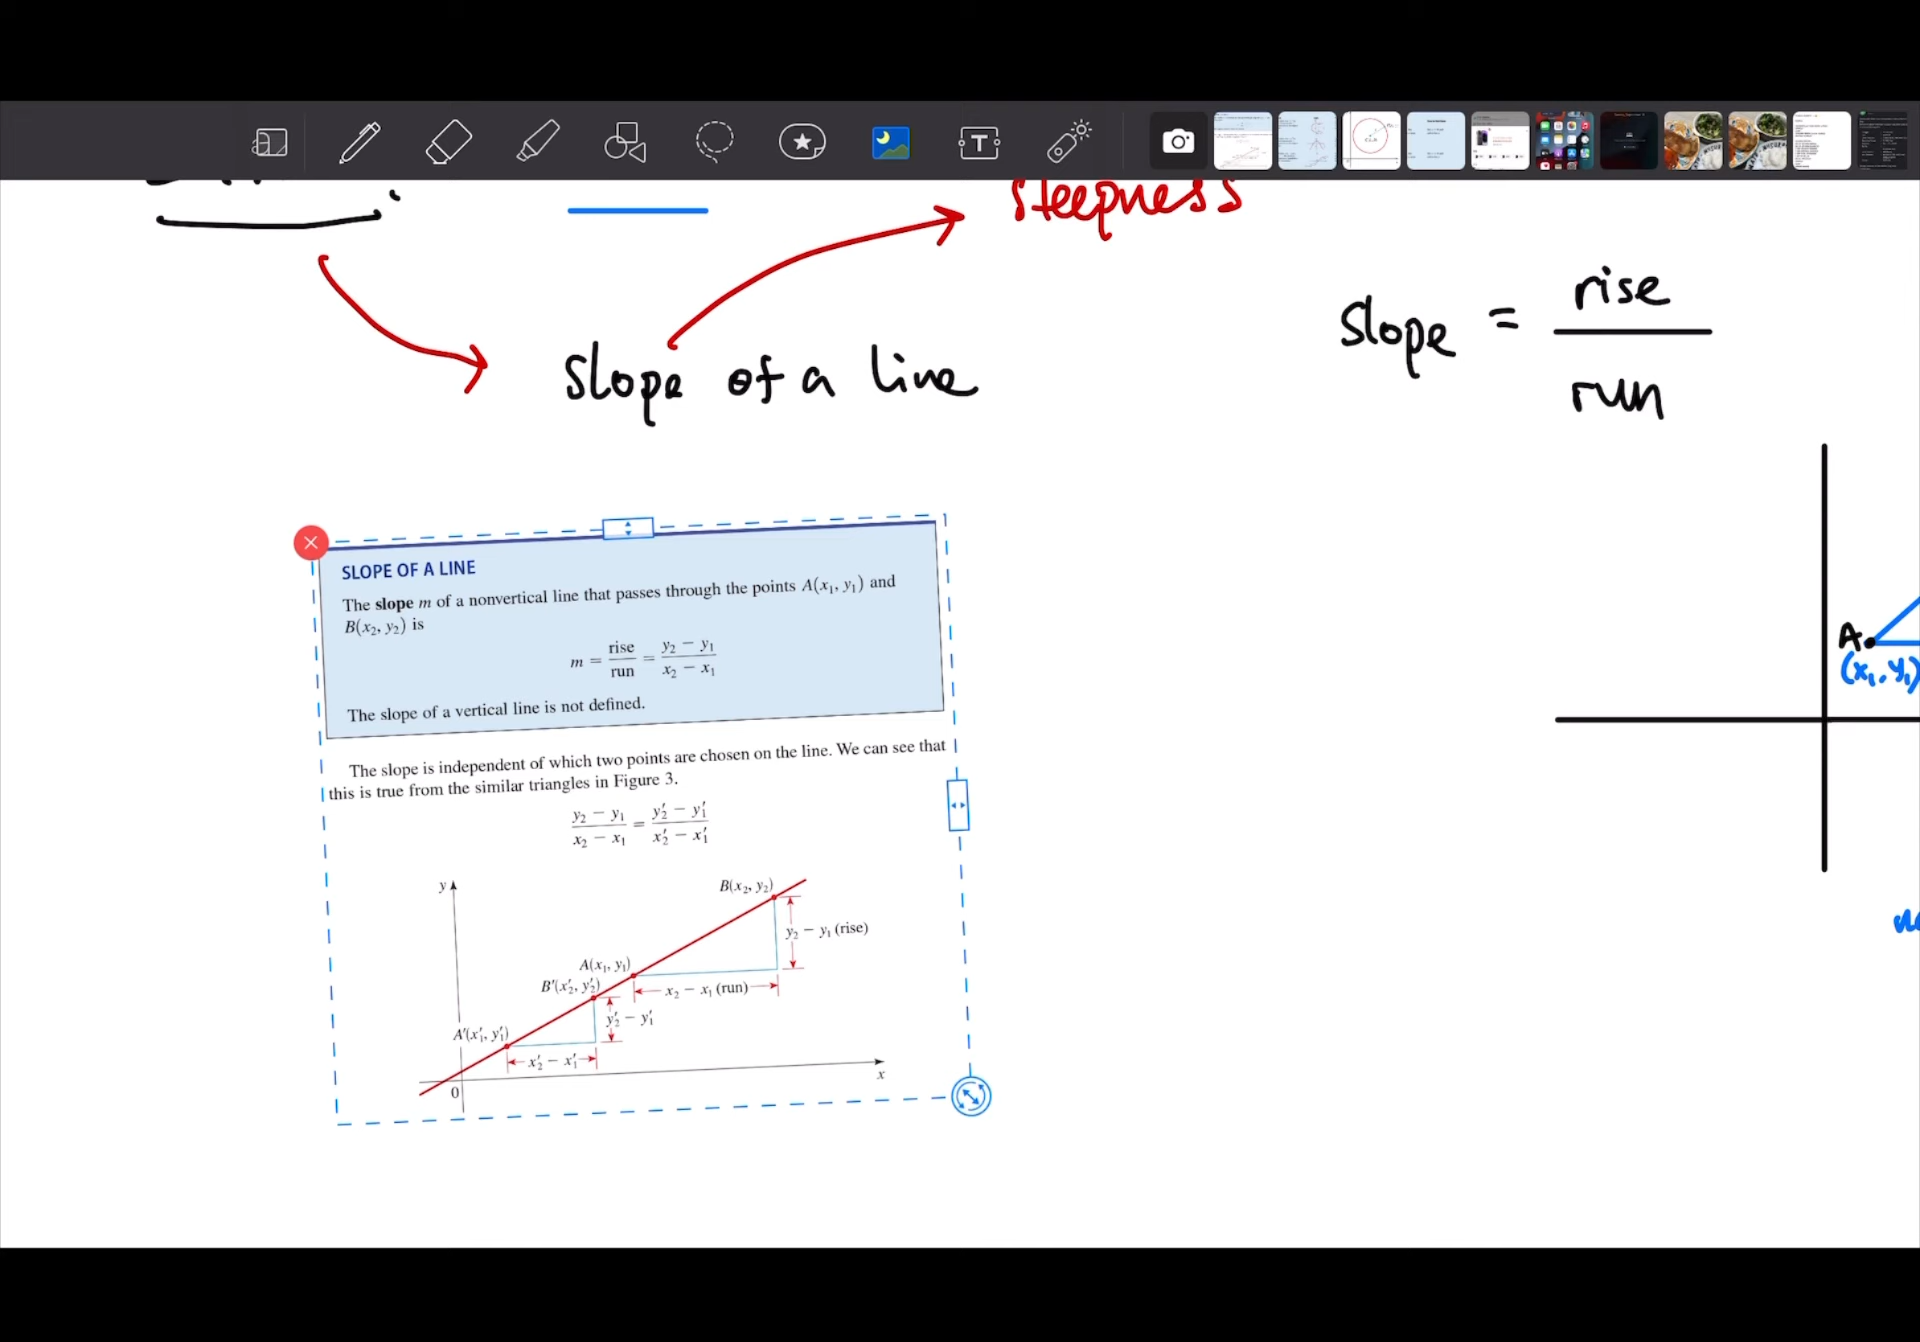 steepness
slope = rise
run
slope of a line
SLOPE OF A LINE
The slope m of a nonvertical line that passes through the points A(x₁, y₁) and
B(x₂, y₂) is
m = rise/run = (y₂ − y₁)/(x₂ − x₁)
The slope of a vertical line is not defined.
The slope is independent of which two points are chosen on the line. We can see that
this is true from the similar triangles in Figure 3.
(y₂ − y₁)/(x₂ − x₁) = (y′₂ − y′₁)/(x′₂ − x′₁)
y
B(x₂, y₂)
y₂ − y₁ (rise)
A(x₁, y₁)
B′(x′₂, y′₂)
x₂ − x₁ (run)
y′₂ − y′₁
A′(x′₁, y′₁)
x′₂ − x′₁
x
0
A
(x₁, y₁)
T